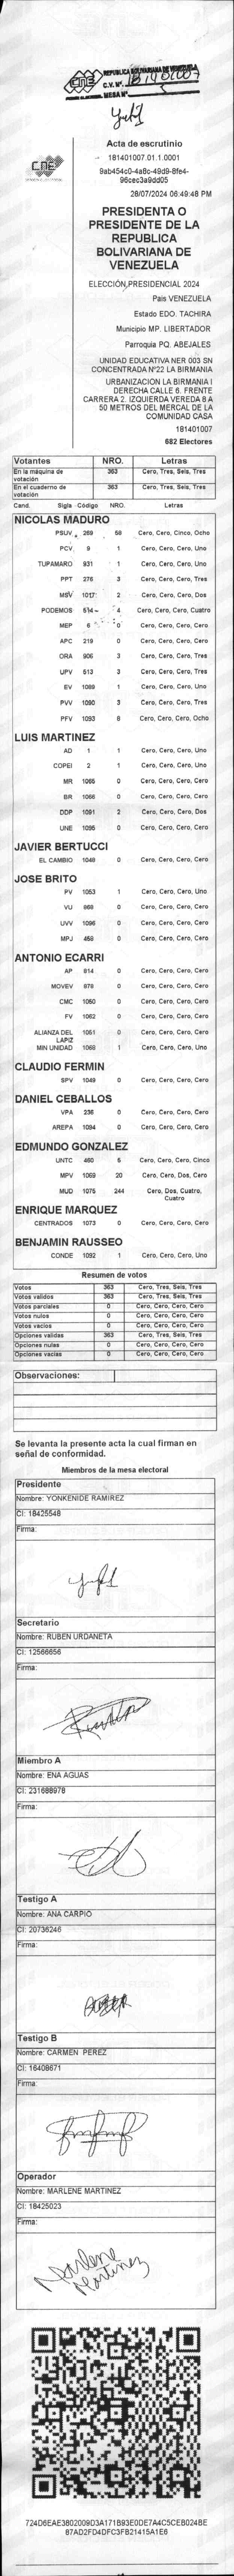 REPUBLICA BOLIVARIANA DE VENEZUELA
CNE
C.V. Nº. 181401007
MESA Nº
CNE
Acta de escrutinio
181401007.01.1.0001
9ab454c0-4a8c-49d9-8fe4-
96cec3a9dd05
28/07/2024 06:49:48 PM
PRESIDENTA O
PRESIDENTE DE LA
REPUBLICA
BOLIVARIANA DE
VENEZUELA
ELECCIÓN PRESIDENCIAL 2024
Pais VENEZUELA
Estado EDO. TACHIRA
Municipio MP. LIBERTADOR
Parroquia PQ. ABEJALES
UNIDAD EDUCATIVA NER 003 SN
CONCENTRADA Nº22 LA BIRMANIA
URBANIZACION LA BIRMANIA I
DERECHA CALLE 6. FRENTE
CARRERA 2. IZQUIERDA VEREDA 8 A
50 METROS DEL MERCAL DE LA
COMUNIDAD CASA
181401007
682 Electores
Votantes NRO. Letras
En la maquina de votación 363 Cero, Tres, Seis, Tres
En el cuaderno de votación 363 Cero, Tres, Seis, Tres
Cand. Sigla Código NRO. Letras
NICOLAS MADURO
PSUV 269 58 Cero, Cero, Cinco, Ocho
PCV 9 1 Cero, Cero, Cero, Uno
TUPAMARO 931 1 Cero, Cero, Cero, Uno
PPT 276 3 Cero, Cero, Cero, Tres
MSV 1017 2 Cero, Cero, Cero, Dos
PODEMOS 514 4 Cero, Cero, Cero, Cuatro
MEP 6 0 Cero, Cero, Cero, Cero
APC 219 0 Cero, Cero, Cero, Cero
ORA 906 3 Cero, Cero, Cero, Tres
UPV 513 3 Cero, Cero, Cero, Tres
EV 1089 1 Cero, Cero, Cero, Uno
PVV 1090 3 Cero, Cero, Cero, Tres
PFV 1093 8 Cero, Cero, Cero, Ocho
LUIS MARTINEZ
AD 1 1 Cero, Cero, Cero, Uno
COPEI 2 1 Cero, Cero, Cero, Uno
MR 1065 0 Cero, Cero, Cero, Cero
BR 1066 0 Cero, Cero, Cero, Cero
DDP 1091 2 Cero, Cero, Cero, Dos
UNE 1095 0 Cero, Cero, Cero, Cero
JAVIER BERTUCCI
EL CAMBIO 1048 0 Cero, Cero, Cero, Cero
JOSE BRITO
PV 1053 1 Cero, Cero, Cero, Uno
VU 868 0 Cero, Cero, Cero, Cero
UVV 1096 0 Cero, Cero, Cero, Cero
MPJ 458 0 Cero, Cero, Cero, Cero
ANTONIO ECARRI
AP 814 0 Cero, Cero, Cero, Cero
MOVEV 878 0 Cero, Cero, Cero, Cero
CMC 1050 0 Cero, Cero, Cero, Cero
FV 1062 0 Cero, Cero, Cero, Cero
ALIANZA DEL LAPIZ 1051 0 Cero, Cero, Cero, Cero
MIN UNIDAD 1068 1 Cero, Cero, Cero, Uno
CLAUDIO FERMIN
SPV 1049 0 Cero, Cero, Cero, Cero
DANIEL CEBALLOS
VPA 236 0 Cero, Cero, Cero, Cero
AREPA 1094 0 Cero, Cero, Cero, Cero
EDMUNDO GONZALEZ
UNTC 460 5 Cero, Cero, Cero, Cinco
MPV 1069 20 Cero, Cero, Dos, Cero
MUD 1075 244 Cero, Dos, Cuatro, Cuatro
ENRIQUE MARQUEZ
CENTRADOS 1073 0 Cero, Cero, Cero, Cero
BENJAMIN RAUSSEO
CONDE 1092 1 Cero, Cero, Cero, Uno
Resumen de votos
Votos 363 Cero, Tres, Seis, Tres
Votos validos 363 Cero, Tres, Seis, Tres
Votos parciales 0 Cero, Cero, Cero, Cero
Votos nulos 0 Cero, Cero, Cero, Cero
Votos vacios 0 Cero, Cero, Cero, Cero
Opciones validas 363 Cero, Tres, Seis, Tres
Opciones nulas 0 Cero, Cero, Cero, Cero
Opciones vacias 0 Cero, Cero, Cero, Cero
Observaciones:
Se levanta la presente acta la cual firman en
señal de conformidad.
Miembros de la mesa electoral
Presidente
Nombre: YONKENIDE RAMIREZ
CI: 18425548
Firma:
Secretario
Nombre: RUBEN URDANETA
CI: 12566656
Firma:
Miembro A
Nombre: ENA AGUAS
CI: 231688978
Firma:
Testigo A
Nombre: ANA CARPIO
CI: 20736246
Firma:
Testigo B
Nombre: CARMEN PEREZ
CI: 16408671
Firma:
Operador
Nombre: MARLENE MARTINEZ
CI: 18425023
Firma:
Marlene
Martinez
724D6EAE3802009D3A171B93E0DE7A4C5CEB024BE
87AD2FD4DFC3FB21415A1E6